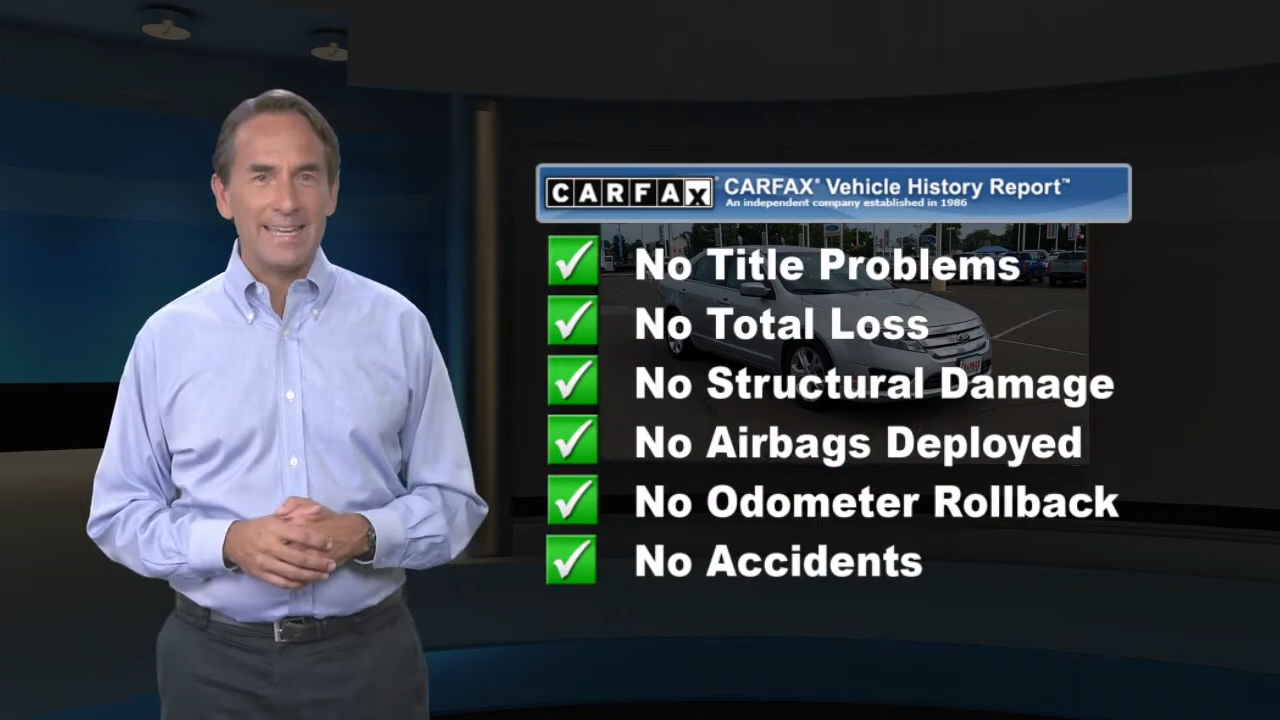 CARFAX® CARFAX® Vehicle History Report™
An independent company established in 1986
No Title Problems
No Total Loss
No Structural Damage
No Airbags Deployed
No Odometer Rollback
No Accidents